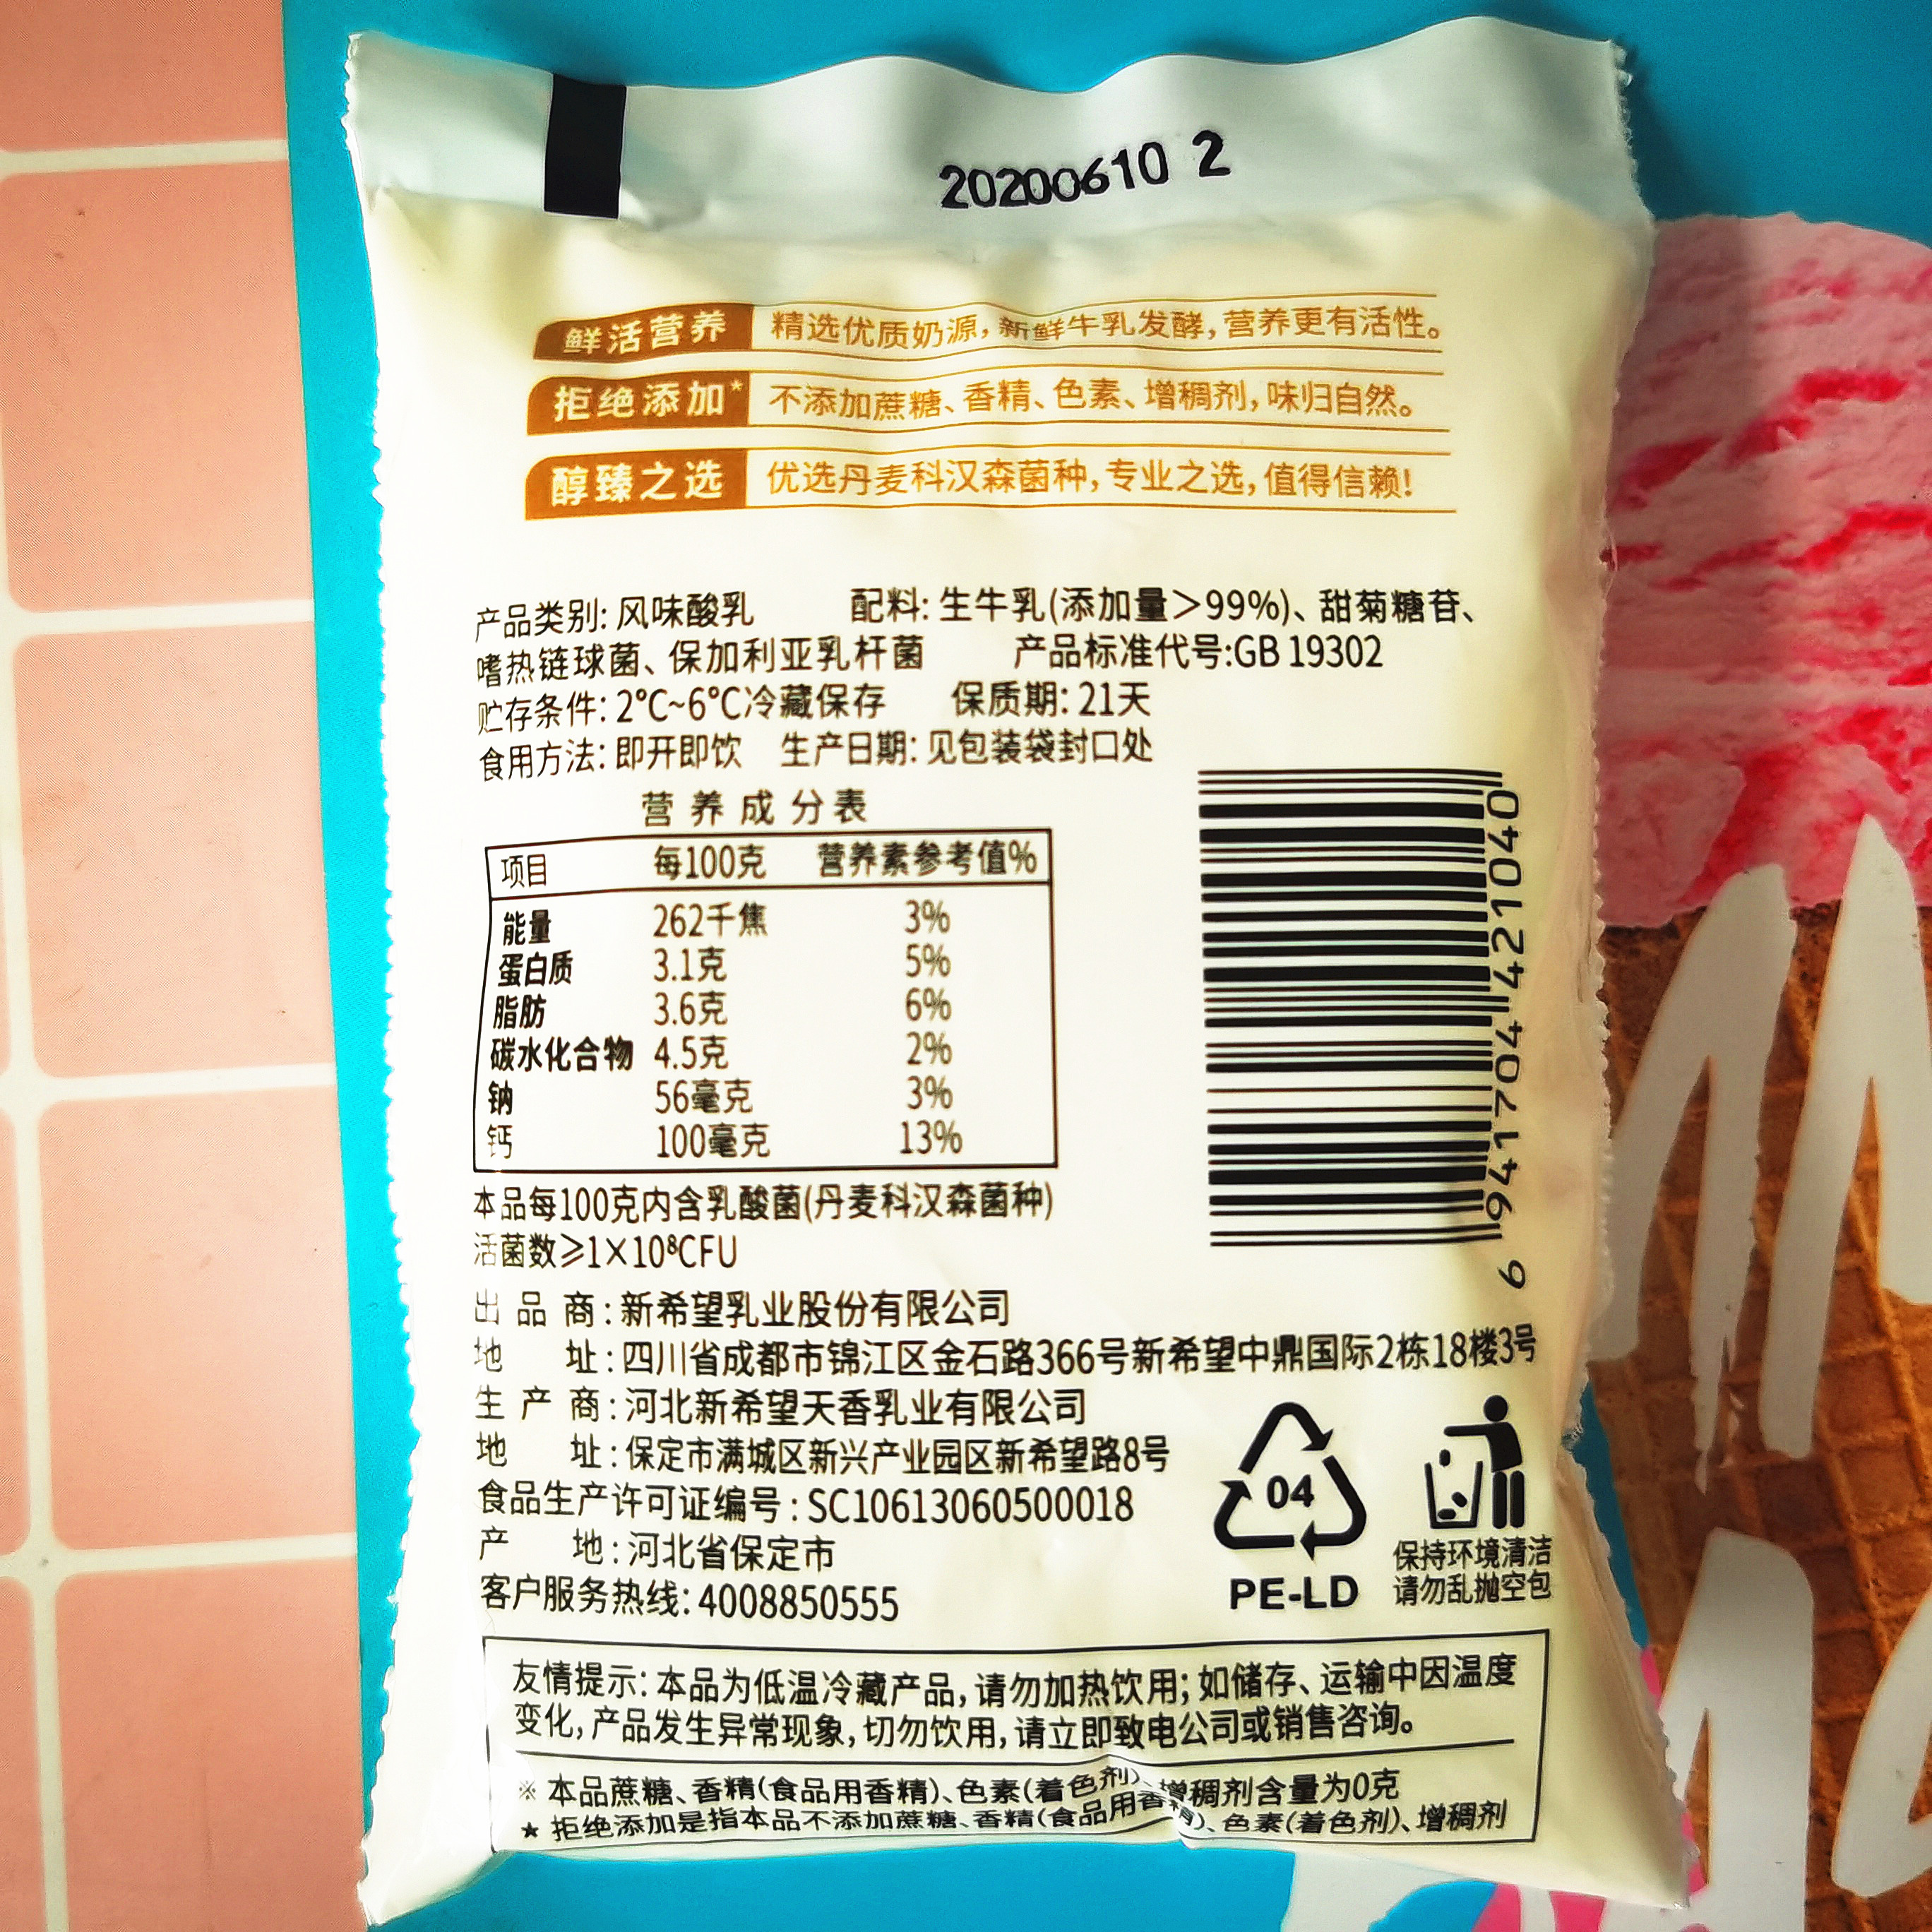 20200610 2
鲜活营养 精选优质奶源,新鲜牛乳发酵,营养更有活性。
拒绝添加* 不添加蔗糖、香精、色素、增稠剂,味归自然。
醇臻之选 优选丹麦科汉森菌种,专业之选,值得信赖!
产品类别: 风味酸乳 配料: 生牛乳(添加量>99%)、甜菊糖苷、
嗜热链球菌、保加利亚乳杆菌 产品标准代号:GB 19302
贮存条件: 2℃~6℃冷藏保存 保质期: 21天
食用方法: 即开即饮 生产日期: 见包装袋封口处
营养成分表
项目 每100克 营养素参考值%
能量 262千焦 3%
蛋白质 3.1克 5%
脂肪 3.6克 6%
碳水化合物 4.5克 2%
钠 56毫克 3%
钙 100毫克 13%
6 941704 421040
本品每100克内含乳酸菌(丹麦科汉森菌种)
活菌数≥1×10⁸CFU
出品商: 新希望乳业股份有限公司
地址: 四川省成都市锦江区金石路366号新希望中鼎国际2栋18楼3号
生产商: 河北新希望天香乳业有限公司
地址: 保定市满城区新兴产业园区新希望路8号
食品生产许可证编号: SC10613060500018
产地: 河北省保定市
客户服务热线: 4008850555
04
PE-LD
保持环境清洁
请勿乱抛空包
友情提示: 本品为低温冷藏产品,请勿加热饮用; 如储存、运输中因温度
变化,产品发生异常现象,切勿饮用,请立即致电公司或销售咨询。
※ 本品蔗糖、香精(食品用香精)、色素(着色剂)、增稠剂含量为0克
★ 拒绝添加是指本品不添加蔗糖、香精(食品用香精)、色素(着色剂)、增稠剂